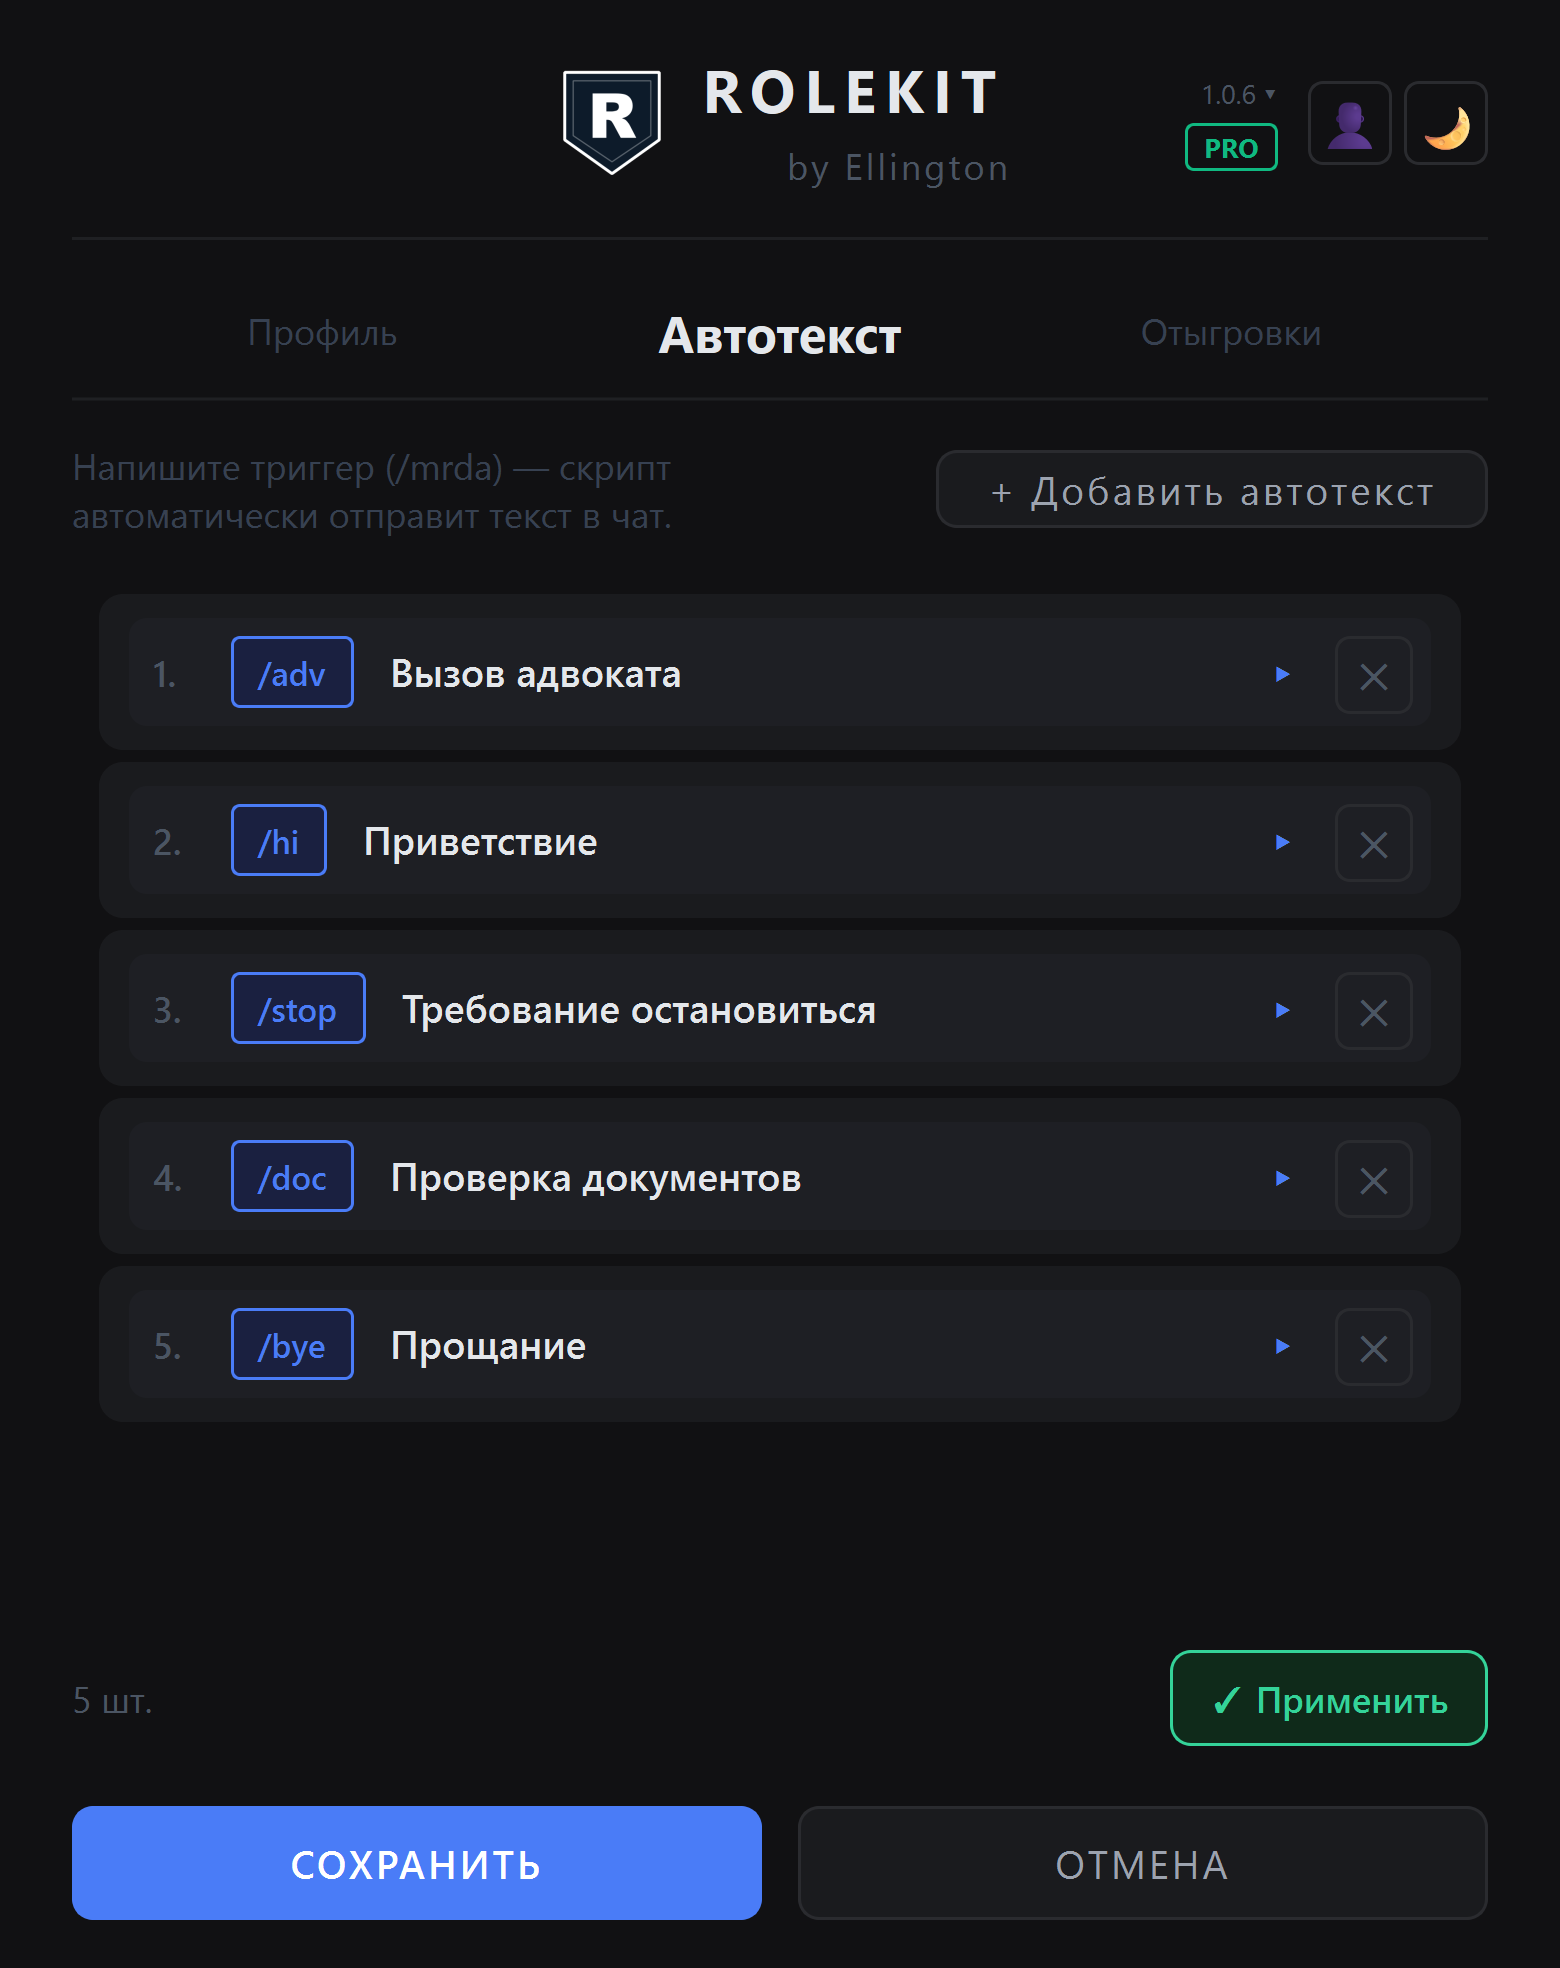 R
ROLEKIT
by Ellington
1.0.6 ▼
PRO
Профиль
Автотекст
Отыгровки
Напишите триггер (/mrda) — скрипт
автоматически отправит текст в чат.
+ Добавить автотекст
1. /adv Вызов адвоката
2. /hi Приветствие
3. /stop Требование остановиться
4. /doc Проверка документов
5. /bye Прощание
5 шт.
✓ Применить
СОХРАНИТЬ
ОТМЕНА